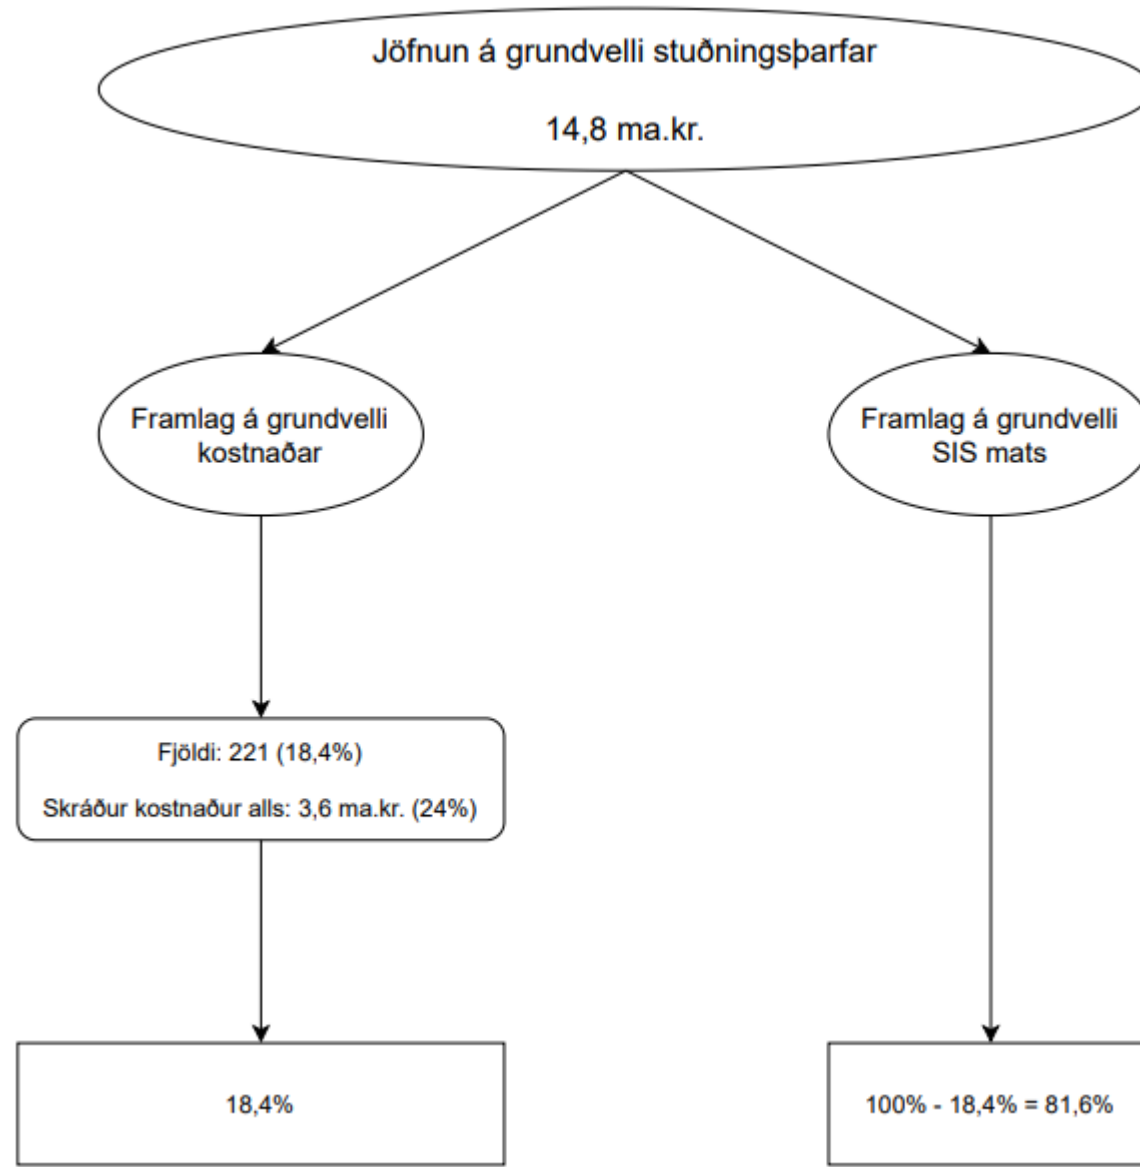 Jöfnun á grundvelli stuðningsþarfar
14,8 ma.kr.
Framlag á grundvelli
kostnaðar
Framlag á grundvelli
SIS mats
Fjöldi: 221 (18,4%)
Skráður kostnaður alls: 3,6 ma.kr. (24%)
18,4%
100% - 18,4% = 81,6%